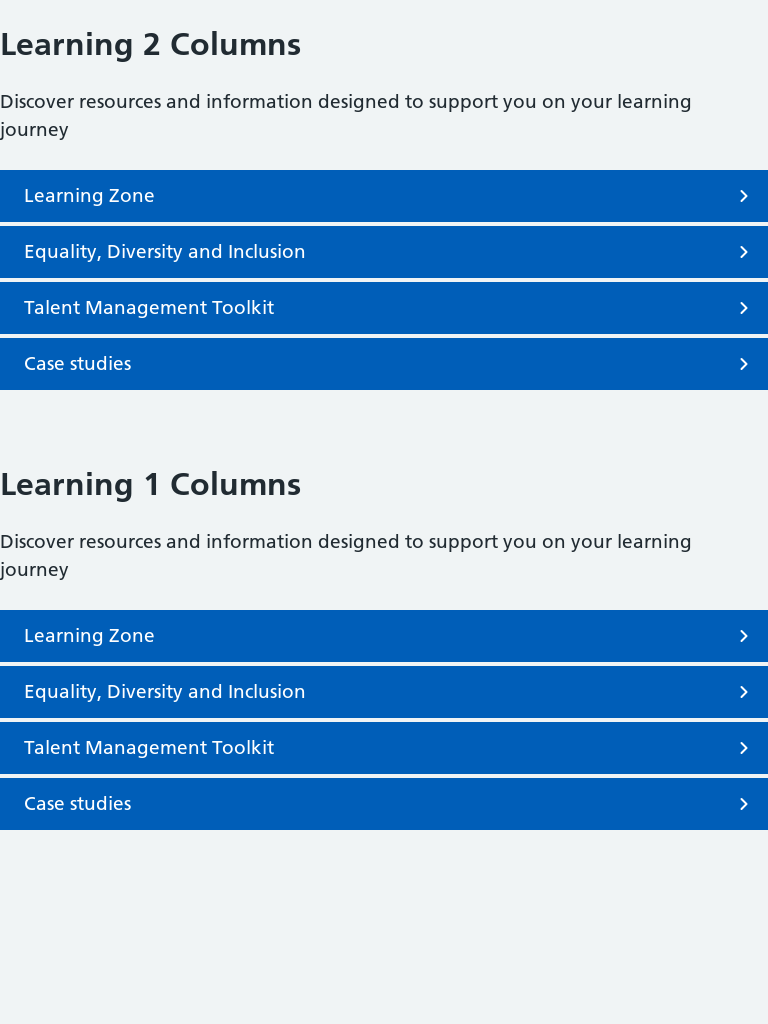 Learning 2 Columns
Discover resources and information designed to support you on your learning
journey
Learning Zone
Equality, Diversity and Inclusion
Talent Management Toolkit
Case studies
Learning 1 Columns
Discover resources and information designed to support you on your learning
journey
Learning Zone
Equality, Diversity and Inclusion
Talent Management Toolkit
Case studies